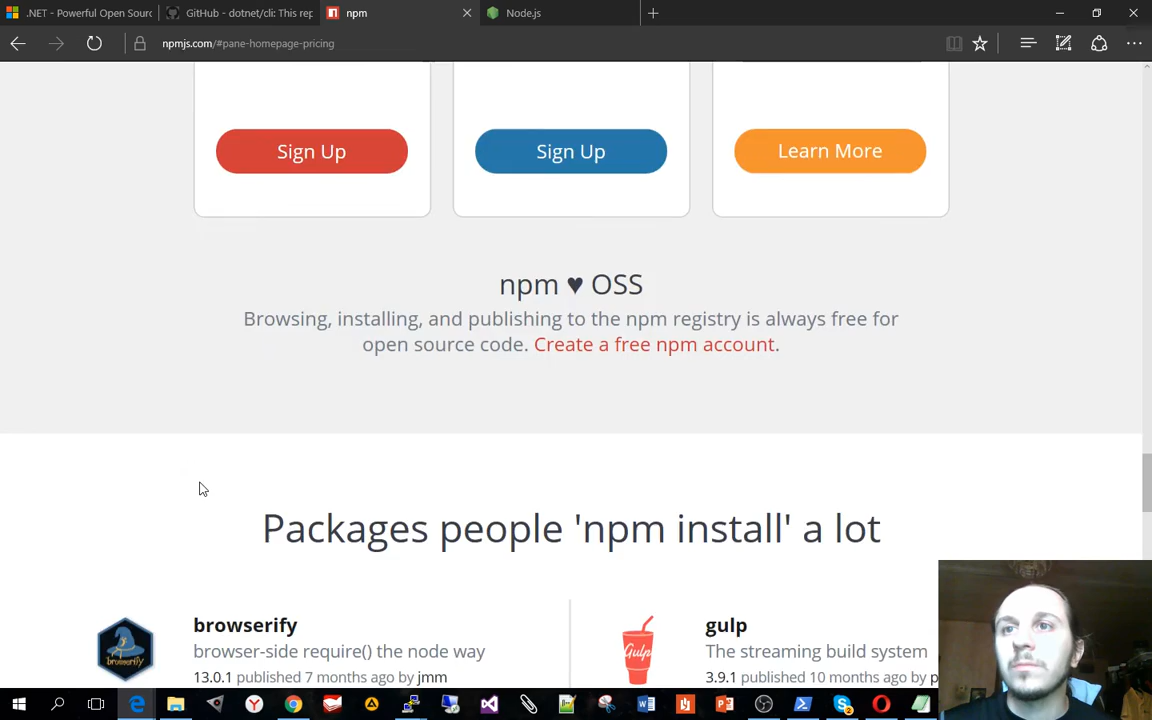 .NET - Powerful Open Sourc
GitHub - dotnet/cli: This rep
npm
Node.js
npmjs.com/#pane-homepage-pricing
Sign Up
Sign Up
Learn More
npm ♥ OSS
Browsing, installing, and publishing to the npm registry is always free for
open source code. Create a free npm account.
Packages people 'npm install' a lot
browserify
browser-side require() the node way
13.0.1 published 7 months ago by jmm
gulp
The streaming build system
3.9.1 published 10 months ago by p